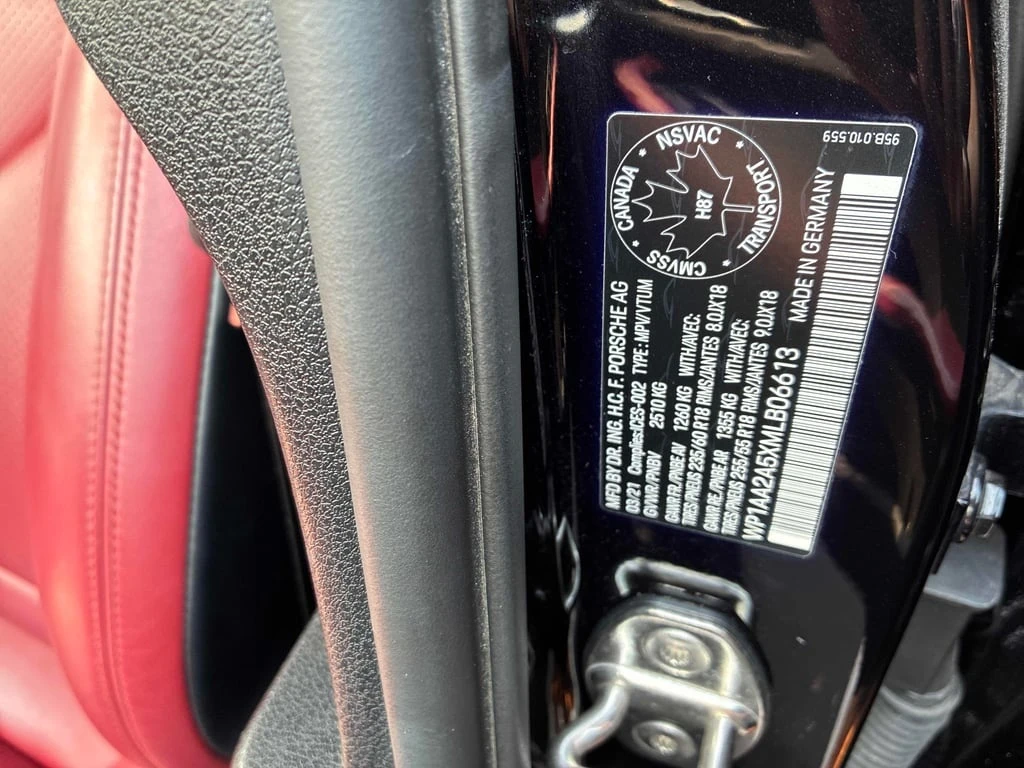 95B.010.559
NSVAC
CANADA
TRANSPORT
CMVSS
H87
MFD BY DR. ING. H.C. F. PORSCHE AG
03/21 Complies:ICES-002 TYPE : MPV/VTUM
GVWR/PNBV 2510 KG
GAWR/FR./PNBE AV 1260 KG WITH/AVEC:
TIRES/PNEUS 235/60 R18 RIMS/JANTES 8.0JX18
GAWR/RE./PNBE AR 1355 KG WITH/AVEC:
TIRES/PNEUS 255/55 R18 RIMS/JANTES 9.0JX18
MADE IN GERMANY
WP1AA2A5XMLB06613